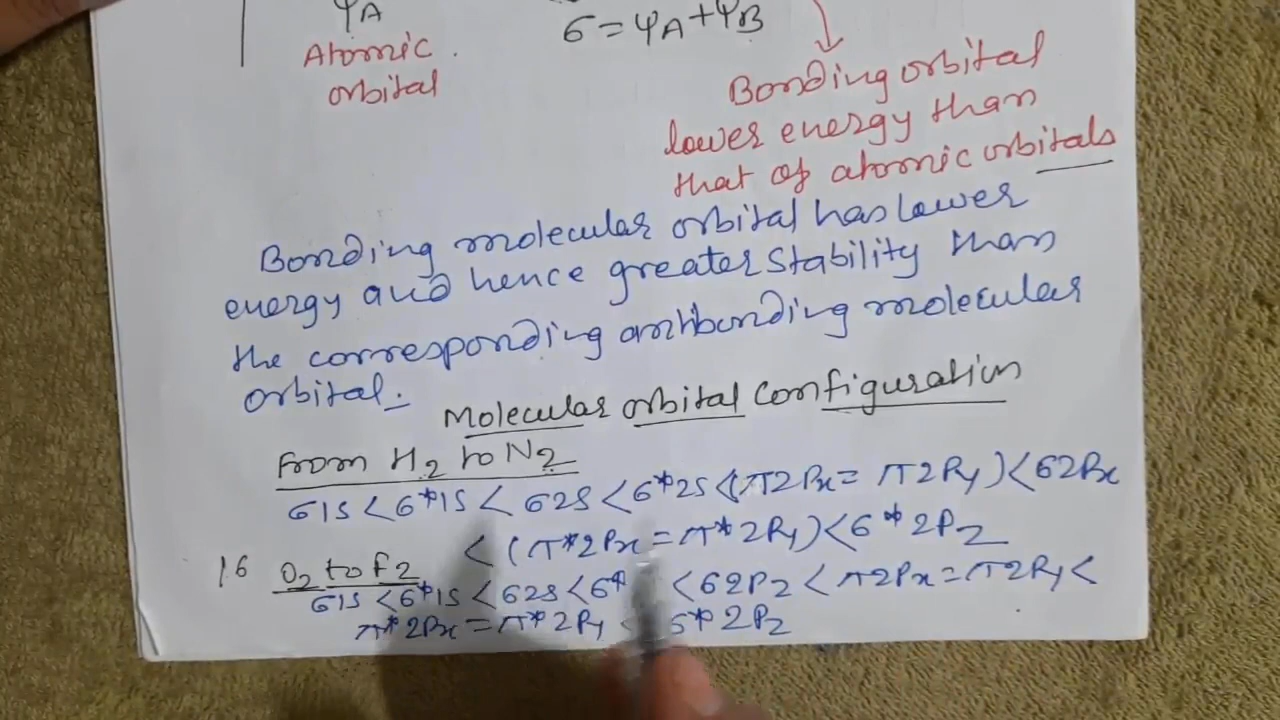 ψA
σ=ψA+ψB
Atomic
orbital
Bonding orbital
lower energy than
that of atomic orbitals
Bonding molecular orbital has lower
energy and hence greater stability than
the corresponding antibonding molecular
orbital.
Molecular orbital Configuration
From H2 to N2
σ1S<σ*1S<σ2S<σ*2S<(π2Px=π2Py)<σ2Px
<(π*2Px=π*2Py)<σ*2Pz
16 O2 to F2
σ1S<σ*1S<σ2S<σ* <σ2Pz<π2Px=π2Py<
π*2Px=π*2Py< σ*2Pz